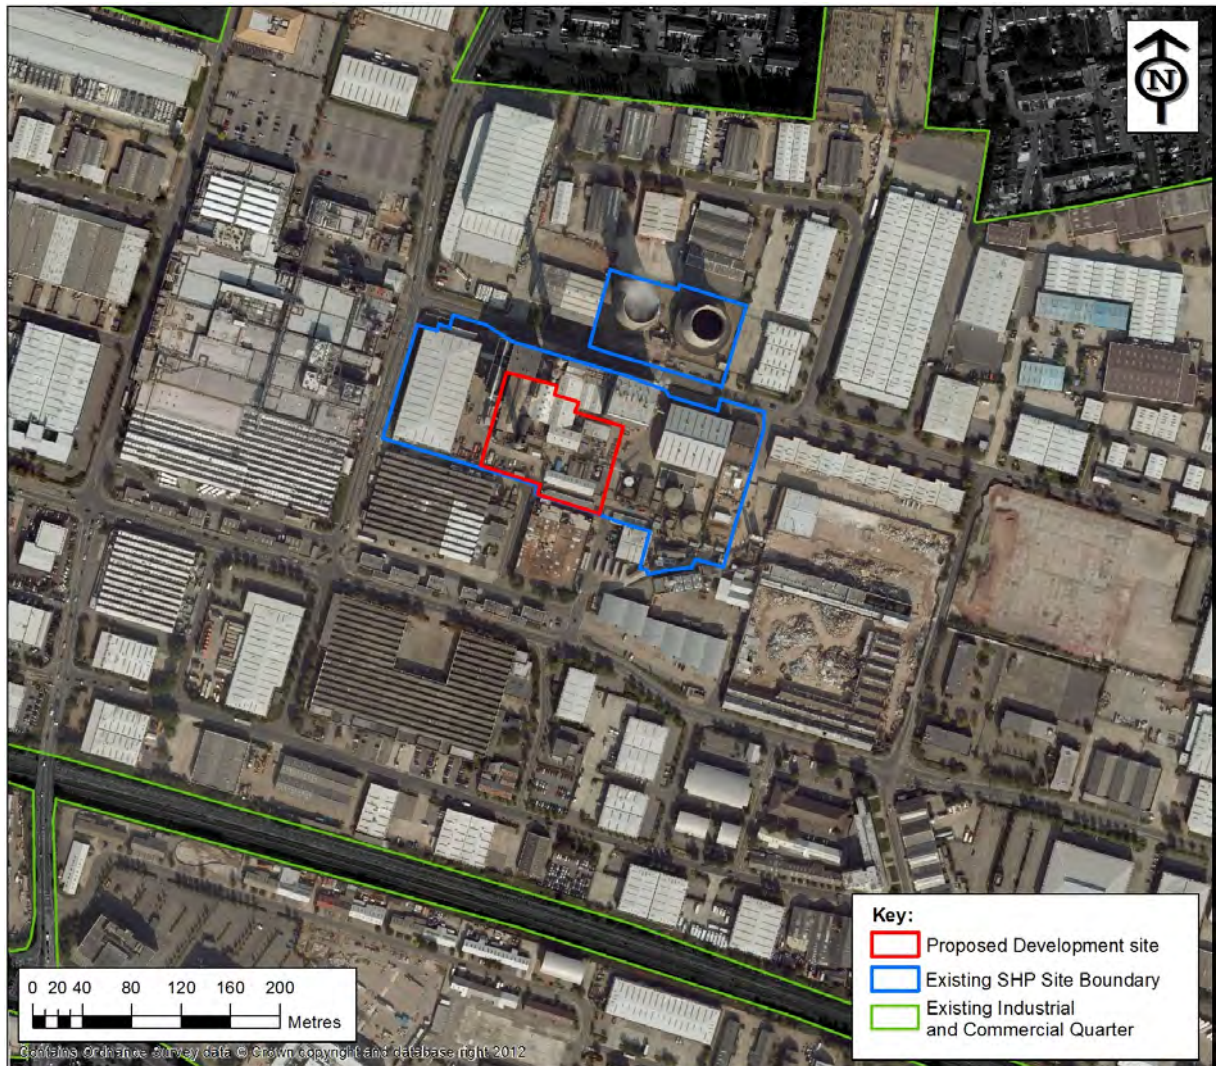 N
Key:
Proposed Development site
Existing SHP Site Boundary
Existing Industrial
and Commercial Quarter
0 20 40 80 120 160 200
Metres
Contains Ordnance Survey data © Crown copyright and database right 2012